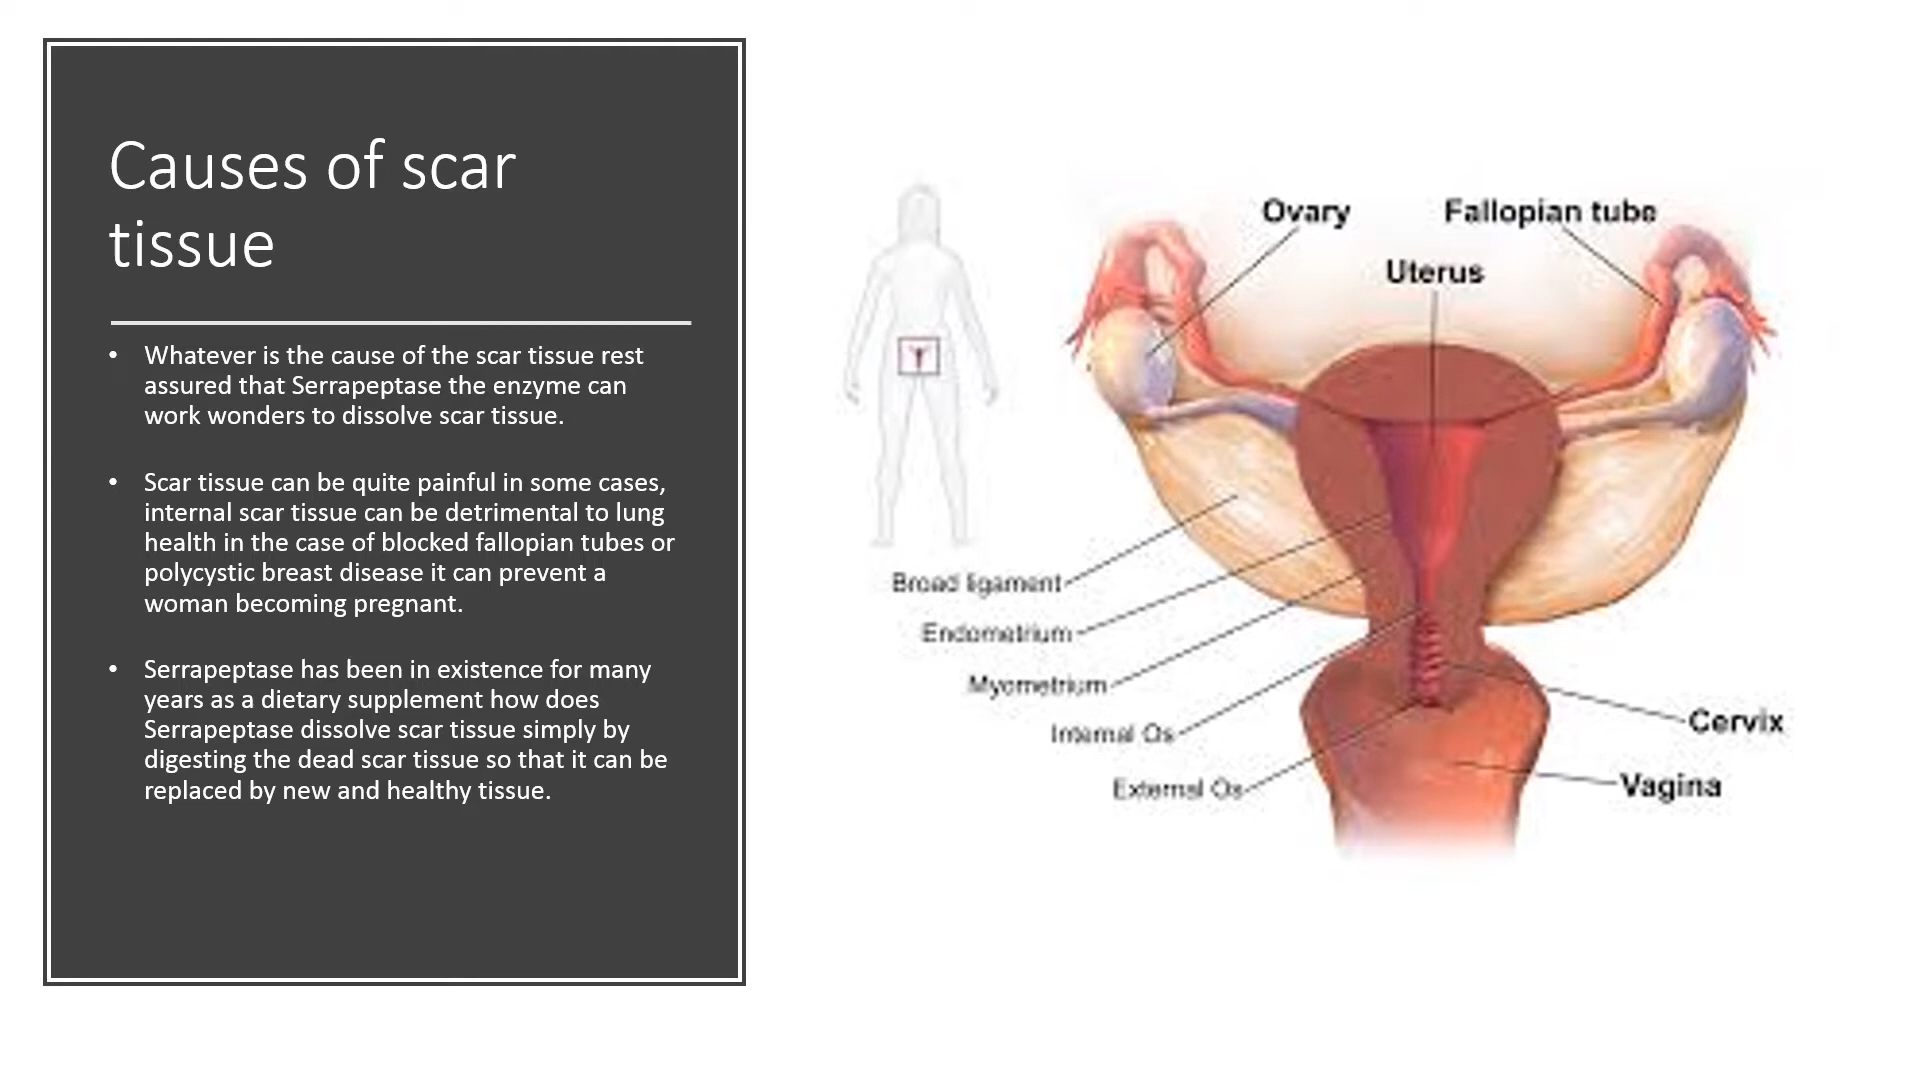 Causes of scar
tissue
• Whatever is the cause of the scar tissue rest
assured that Serrapeptase the enzyme can
work wonders to dissolve scar tissue.
• Scar tissue can be quite painful in some cases,
internal scar tissue can be detrimental to lung
health in the case of blocked fallopian tubes or
polycystic breast disease it can prevent a
woman becoming pregnant.
• Serrapeptase has been in existence for many
years as a dietary supplement how does
Serrapeptase dissolve scar tissue simply by
digesting the dead scar tissue so that it can be
replaced by new and healthy tissue.
Ovary
Fallopian tube
Uterus
Broad ligament
Endometrium
Myometrium
Internal Os
External Os
Cervix
Vagina